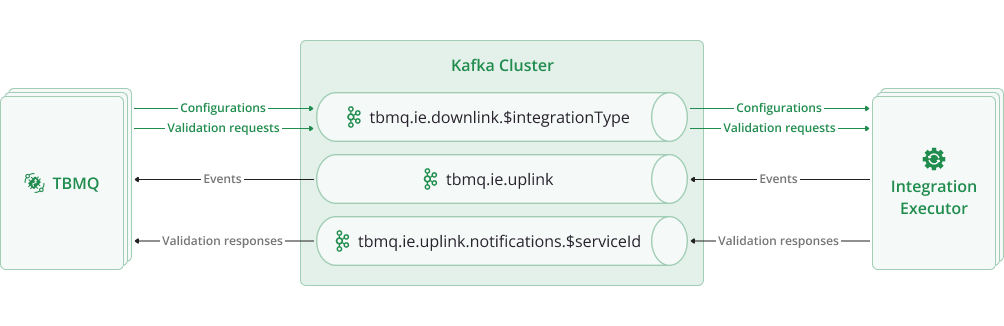 Kafka Cluster
Configurations
tbmq.ie.downlink.$integrationType
Configurations
Validation requests
Validation requests
TBMQ
Events
tbmq.ie.uplink
Events
Integration
Executor
Validation responses
tbmq.ie.uplink.notifications.$serviceId
Validation responses